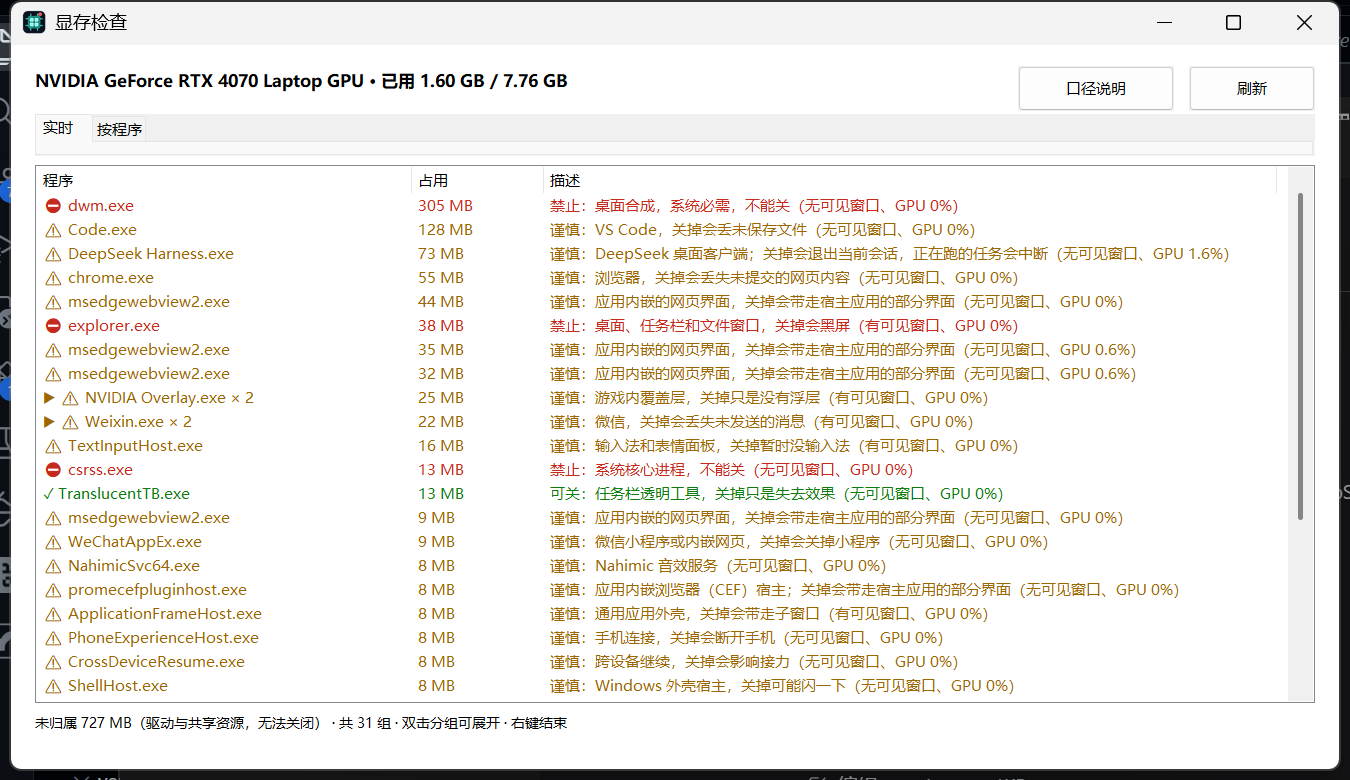 显存检查
NVIDIA GeForce RTX 4070 Laptop GPU • 已用 1.60 GB / 7.76 GB
口径说明
刷新
实时 按程序
程序 占用 描述
dwm.exe 305 MB 禁止：桌面合成，系统必需，不能关（无可见窗口、GPU 0%）
Code.exe 128 MB 谨慎：VS Code，关掉会丢未保存文件（无可见窗口、GPU 0%）
DeepSeek Harness.exe 73 MB 谨慎：DeepSeek 桌面客户端；关掉会退出当前会话，正在跑的任务会中断（无可见窗口、GPU 1.6%）
chrome.exe 55 MB 谨慎：浏览器，关掉会丢失未提交的网页内容（无可见窗口、GPU 0%）
msedgewebview2.exe 44 MB 谨慎：应用内嵌的网页界面，关掉会带走宿主应用的部分界面（无可见窗口、GPU 0%）
explorer.exe 38 MB 禁止：桌面、任务栏和文件窗口，关掉会黑屏（有可见窗口、GPU 0%）
msedgewebview2.exe 35 MB 谨慎：应用内嵌的网页界面，关掉会带走宿主应用的部分界面（无可见窗口、GPU 0.6%）
msedgewebview2.exe 32 MB 谨慎：应用内嵌的网页界面，关掉会带走宿主应用的部分界面（无可见窗口、GPU 0.6%）
NVIDIA Overlay.exe × 2 25 MB 谨慎：游戏内覆盖层，关掉只是没有浮层（有可见窗口、GPU 0%）
Weixin.exe × 2 22 MB 谨慎：微信，关掉会丢失未发送的消息（有可见窗口、GPU 0%）
TextInputHost.exe 16 MB 谨慎：输入法和表情面板，关掉暂时没输入法（有可见窗口、GPU 0%）
csrss.exe 13 MB 禁止：系统核心进程，不能关（无可见窗口、GPU 0%）
✓ TranslucentTB.exe 13 MB 可关：任务栏透明工具，关掉只是失去效果（无可见窗口、GPU 0%）
msedgewebview2.exe 9 MB 谨慎：应用内嵌的网页界面，关掉会带走宿主应用的部分界面（无可见窗口、GPU 0%）
WeChatAppEx.exe 9 MB 谨慎：微信小程序或内嵌网页，关掉会关掉小程序（无可见窗口、GPU 0%）
NahimicSvc64.exe 8 MB 谨慎：Nahimic 音效服务（无可见窗口、GPU 0%）
promecefpluginhost.exe 8 MB 谨慎：应用内嵌浏览器（CEF）宿主；关掉会带走宿主应用的部分界面（无可见窗口、GPU 0%）
ApplicationFrameHost.exe 8 MB 谨慎：通用应用外壳，关掉会带走子窗口（有可见窗口、GPU 0%）
PhoneExperienceHost.exe 8 MB 谨慎：手机连接，关掉会断开手机（无可见窗口、GPU 0%）
CrossDeviceResume.exe 8 MB 谨慎：跨设备继续，关掉会影响接力（无可见窗口、GPU 0%）
ShellHost.exe 8 MB 谨慎：Windows 外壳宿主，关掉可能闪一下（无可见窗口、GPU 0%）
未归属 727 MB（驱动与共享资源，无法关闭） · 共 31 组 · 双击分组可展开 · 右键结束